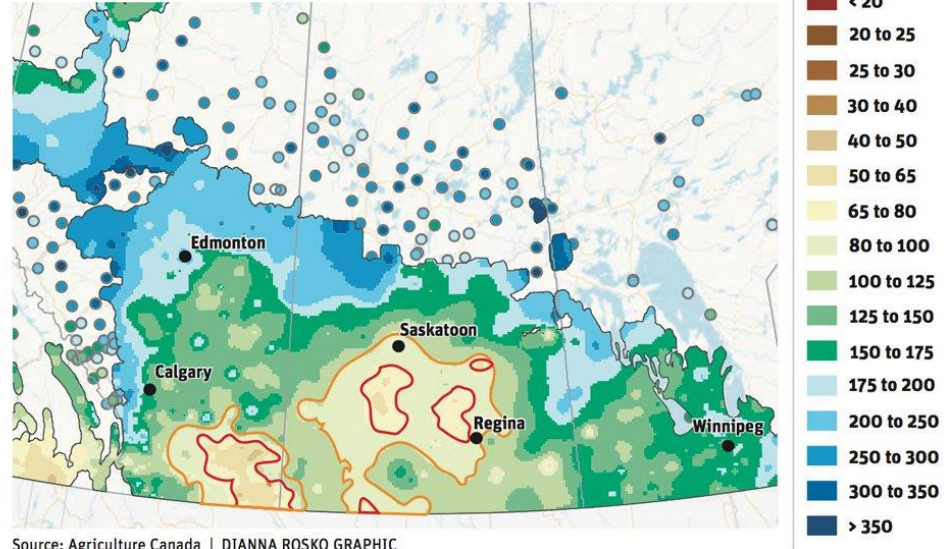 < 20
20 to 25
25 to 30
30 to 40
40 to 50
50 to 65
65 to 80
80 to 100
100 to 125
125 to 150
150 to 175
175 to 200
200 to 250
250 to 300
300 to 350
> 350
Edmonton
Saskatoon
Calgary
Regina
Winnipeg
Source: Agriculture Canada | DIANNA ROSKO GRAPHIC